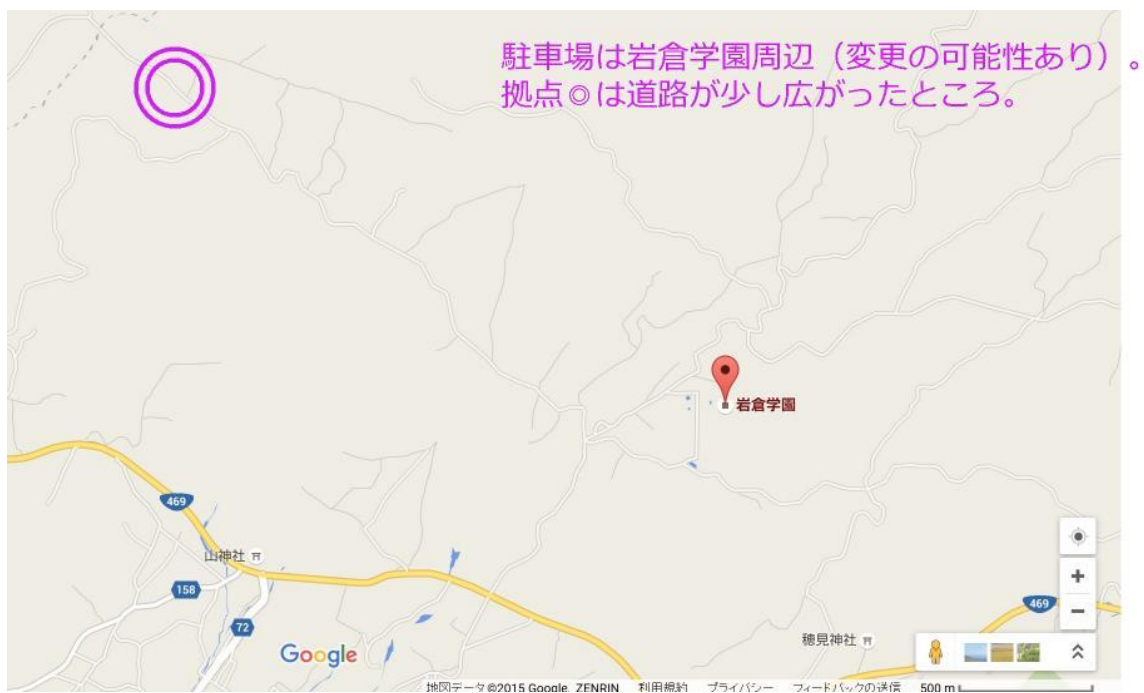 駐車場は岩倉学園周辺（変更の可能性あり）。
拠点◎は道路が少し広がったところ。
岩倉学園
469
山神社
158
72
469
穂見神社
Google
地図データ ©2015 Google, ZENRIN 利用規約 プライバシー フィードバックの送信 500 m